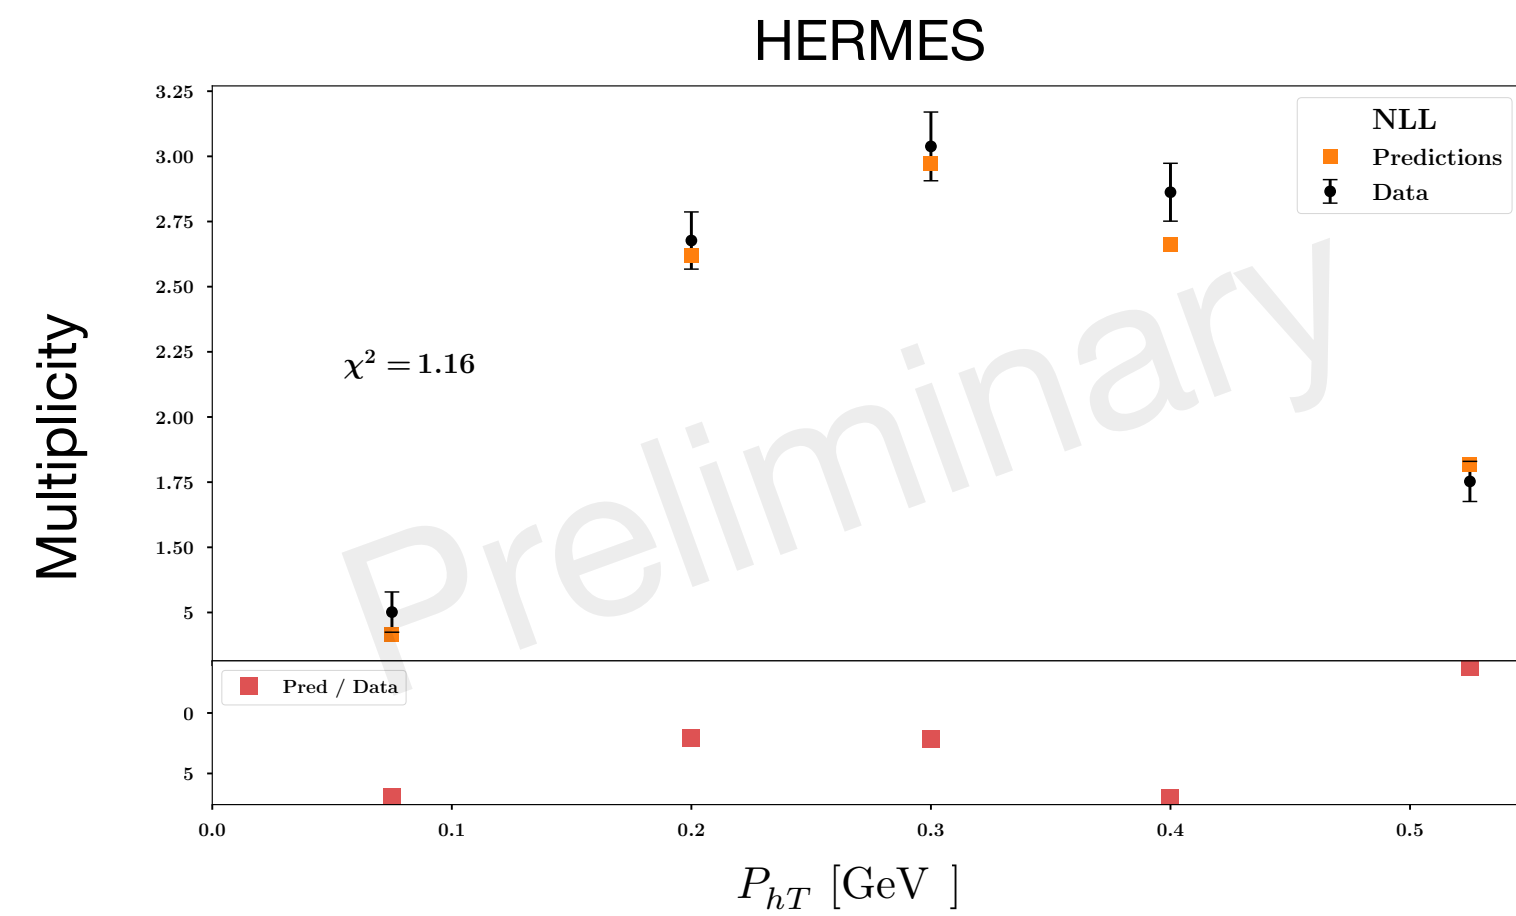 HERMES
3.25
3.00
2.75
2.50
2.25
2.00
1.75
1.50
5
Multiplicity
NLL
Predictions
Data
χ² = 1.16
Preliminary
Pred / Data
0
5
0.0 0.1 0.2 0.3 0.4 0.5
P_{hT} [GeV ]